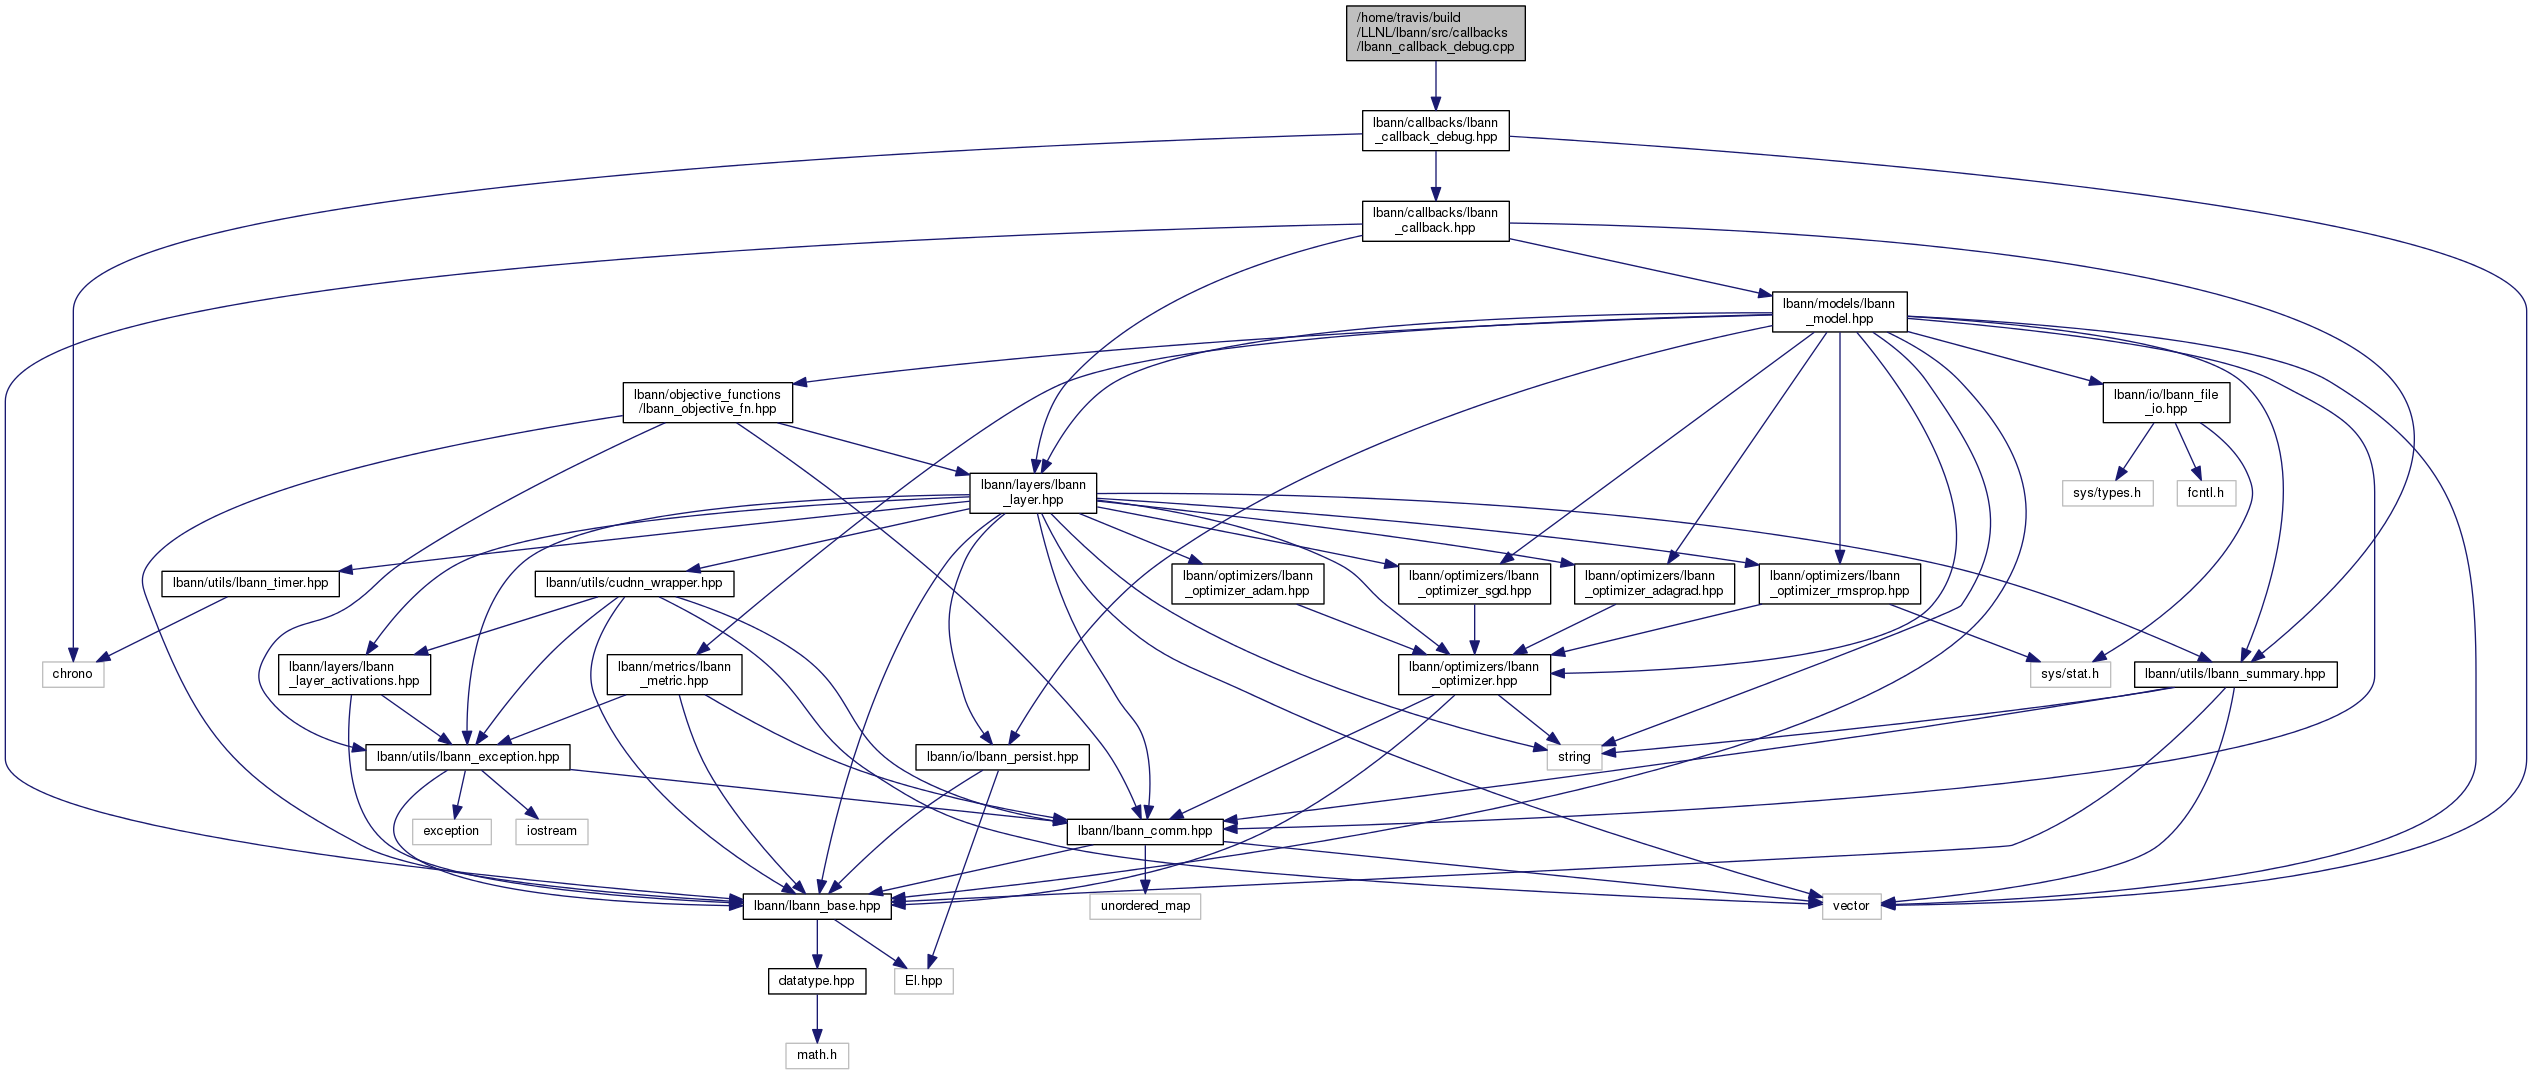 /home/travis/build
/LLNL/lbann/src/callbacks
/lbann_callback_debug.cpp
lbann/callbacks/lbann
_callback_debug.hpp
lbann/callbacks/lbann
_callback.hpp
lbann/models/lbann
_model.hpp
lbann/objective_functions
/lbann_objective_fn.hpp
lbann/io/lbann_file
_io.hpp
lbann/layers/lbann
_layer.hpp
sys/types.h
fcntl.h
lbann/utils/lbann_timer.hpp
lbann/utils/cudnn_wrapper.hpp
lbann/optimizers/lbann
_optimizer_adam.hpp
lbann/optimizers/lbann
_optimizer_sgd.hpp
lbann/optimizers/lbann
_optimizer_adagrad.hpp
lbann/optimizers/lbann
_optimizer_rmsprop.hpp
chrono
lbann/layers/lbann
_layer_activations.hpp
lbann/metrics/lbann
_metric.hpp
lbann/optimizers/lbann
_optimizer.hpp
sys/stat.h
lbann/utils/lbann_summary.hpp
lbann/utils/lbann_exception.hpp
lbann/io/lbann_persist.hpp
string
exception
iostream
lbann/lbann_comm.hpp
lbann/lbann_base.hpp
unordered_map
vector
datatype.hpp
El.hpp
math.h